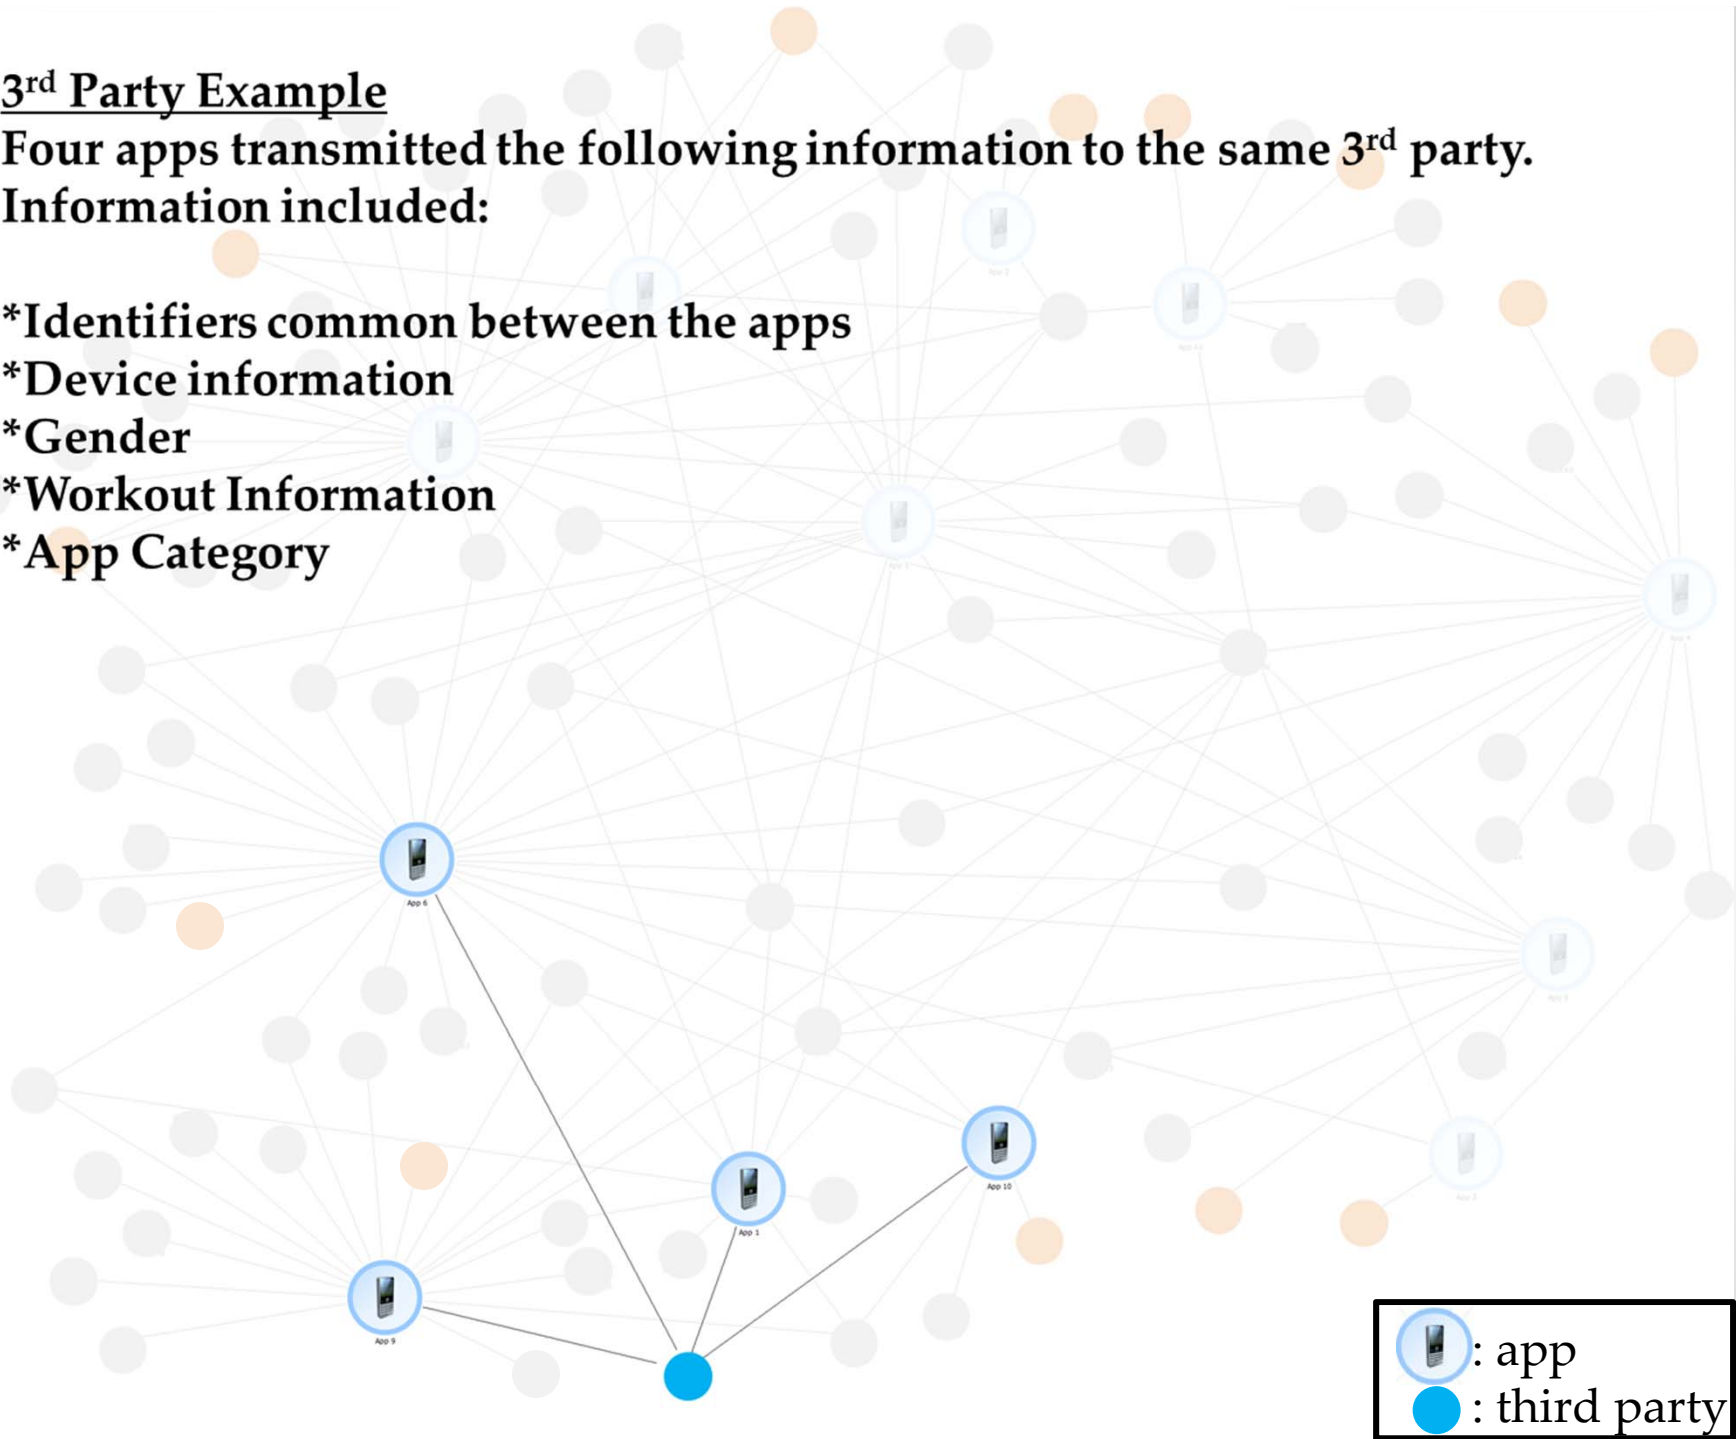 3rd Party Example
Four apps transmitted the following information to the same 3rd party.
Information included:
*Identifiers common between the apps
*Device information
*Gender
*Workout Information
*App Category
App 6
App 10
App 1
App 9
: app
: third party